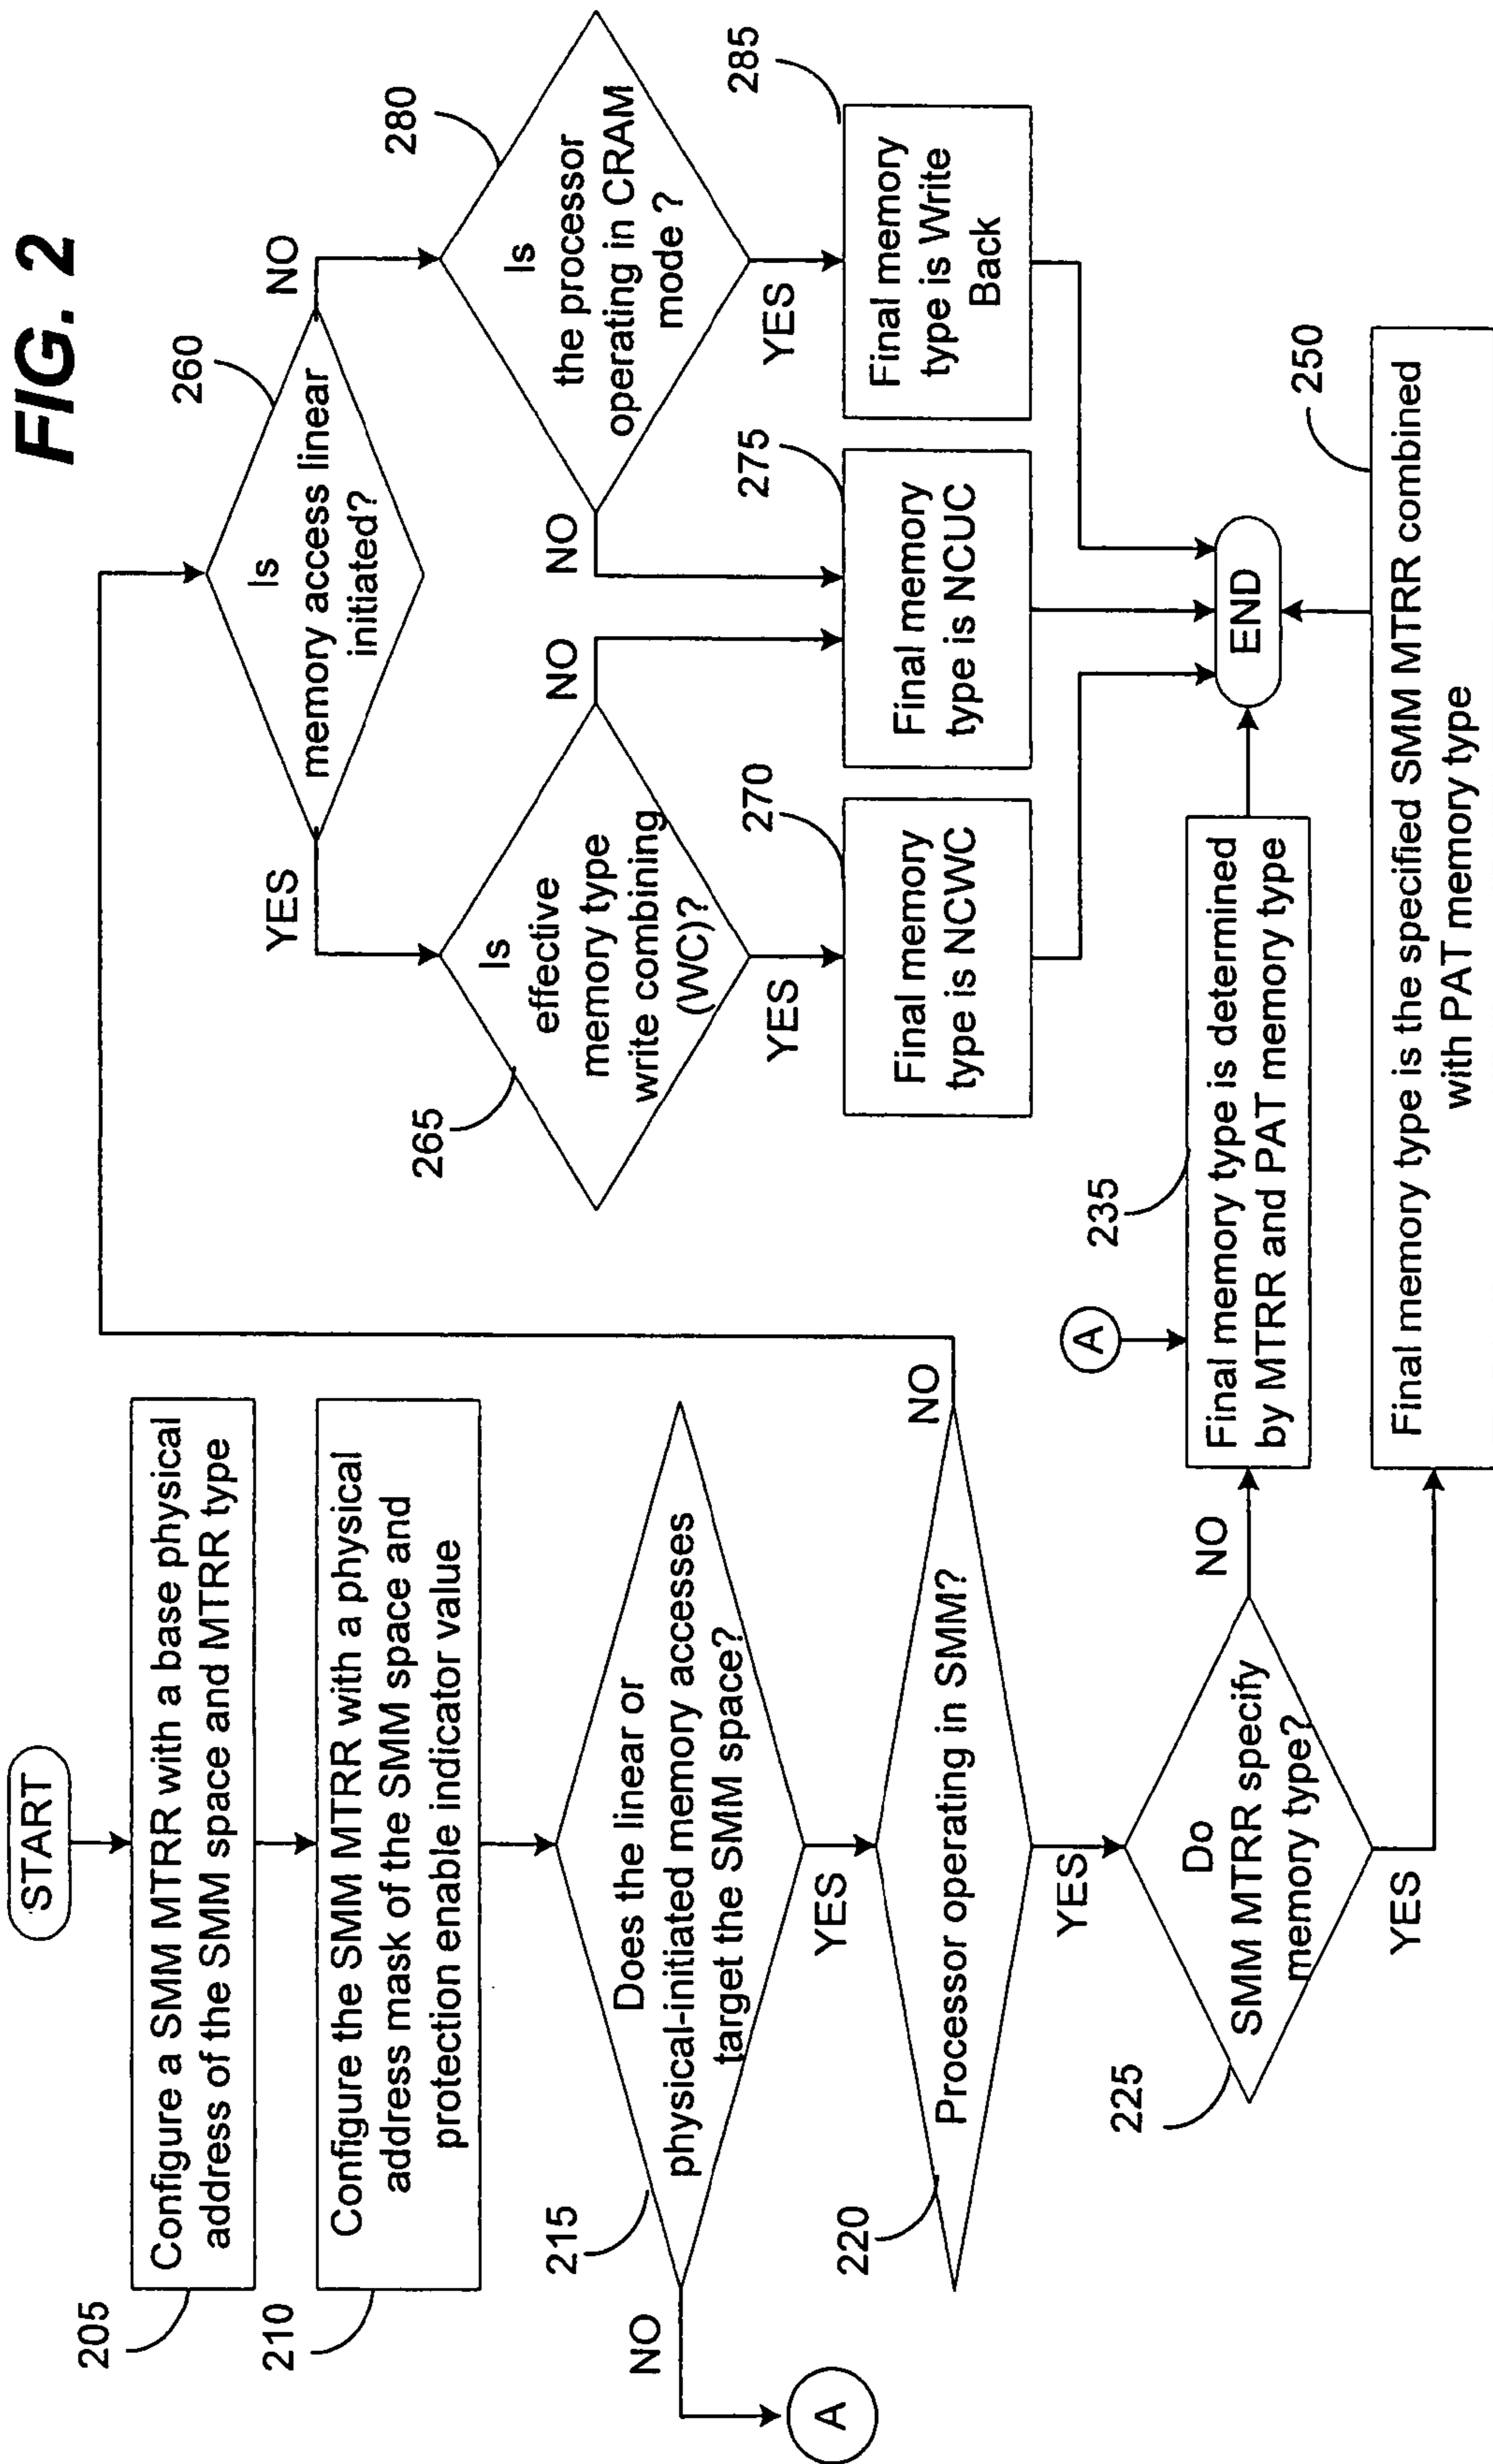 FIG. 2
START
205
Configure a SMM MTRR with a base physical
address of the SMM space and MTRR type
210
Configure the SMM MTRR with a physical
address mask of the SMM space and
protection enable indicator value
215
Does the linear or
physical-initiated memory accesses
target the SMM space?
NO
A
YES
220
Processor operating in SMM?
NO
YES
225
Do
SMM MTRR specify
memory type?
NO
YES
A
235
Final memory type is determined
by MTRR and PAT memory type
250
Final memory type is the specified SMM MTRR combined
with PAT memory type
260
Is
memory access linear
initiated?
YES
NO
265
Is
effective
memory type
write combining
(WC)?
NO
YES
280
Is
the processor
operating in CRAM
mode ?
NO
YES
270
Final memory
type is NCWC
275
Final memory
type is NCUC
285
Final memory
type is Write
Back
END